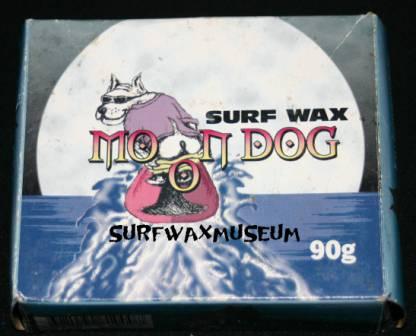 SURF WAX
MOON DOG
SURFWAXMUSEUM
90g